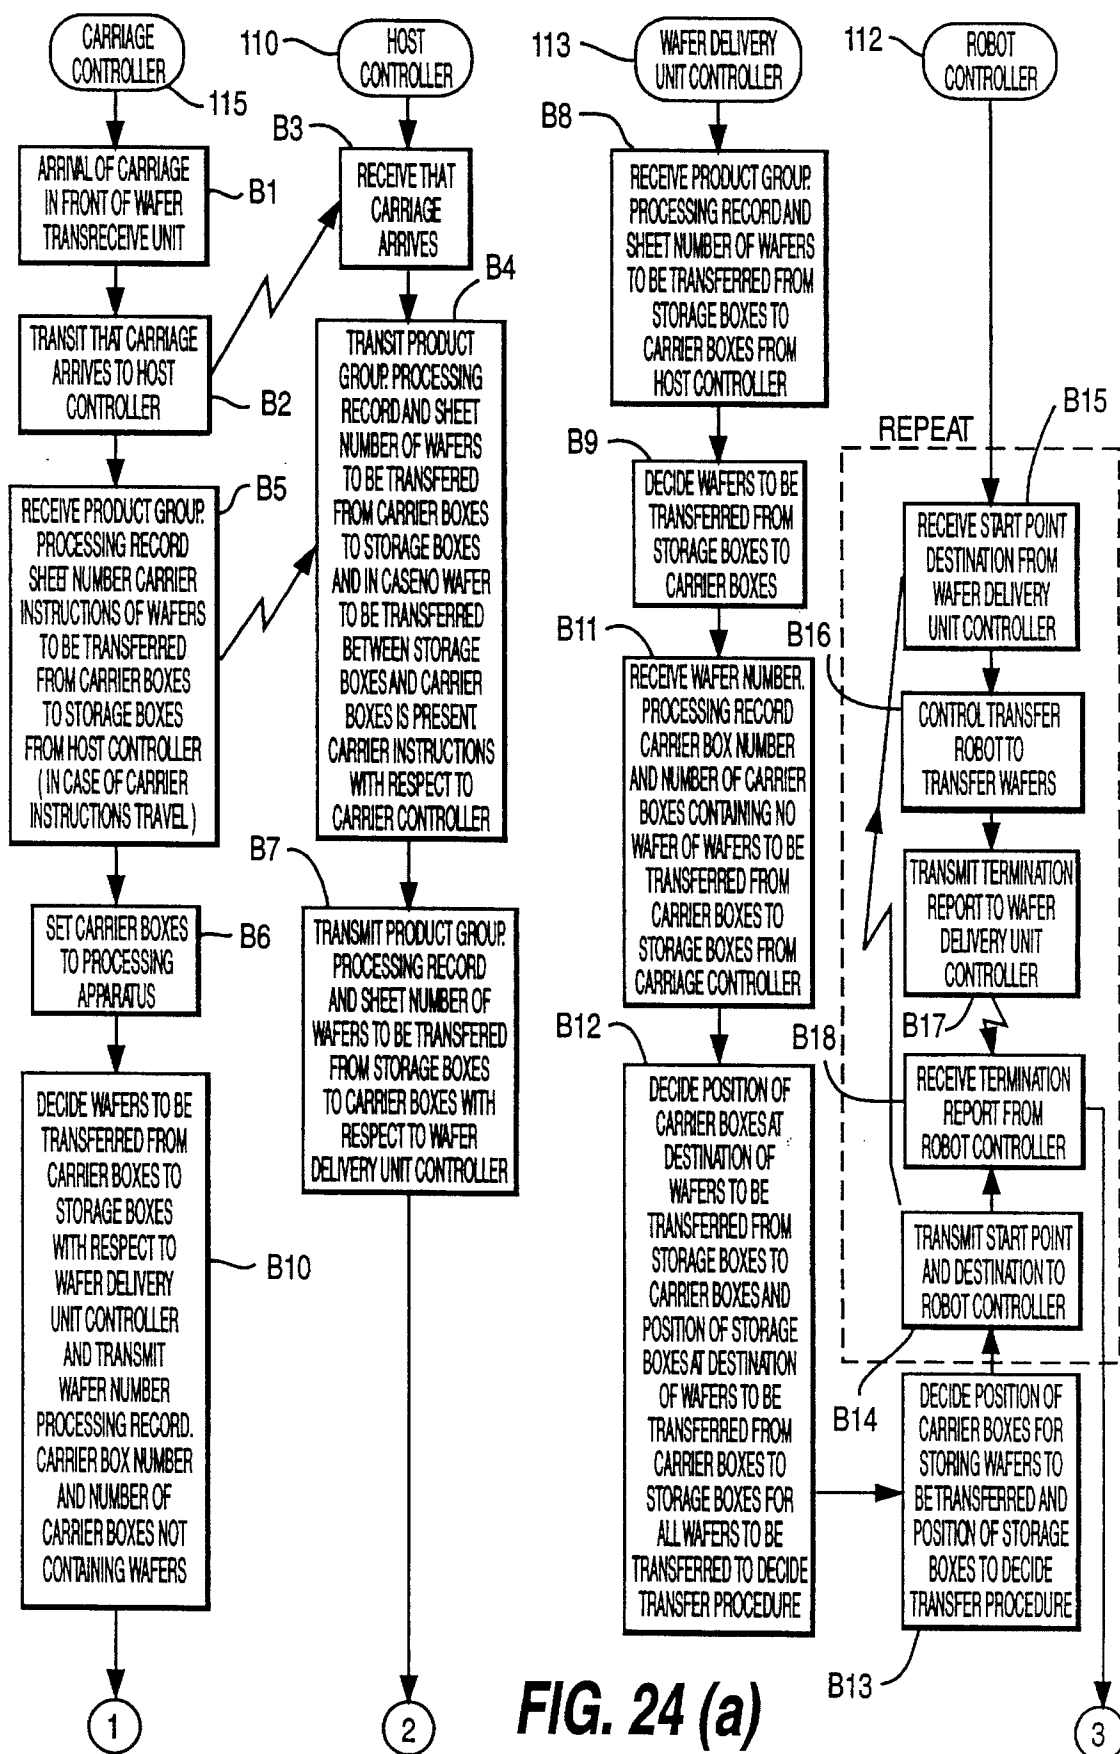 CARRIAGE
CONTROLLER
115
ARRIVAL OF CARRIAGE
IN FRONT OF WAFER
TRANSRECEIVE UNIT
B1
TRANSIT THAT CARRIAGE
ARRIVES TO HOST
CONTROLLER
B2
RECEIVE PRODUCT GROUP.
PROCESSING RECORD
SHEET NUMBER CARRIER
INSTRUCTIONS OF WAFERS
TO BE TRANSFERRED
FROM CARRIER BOXES
TO STORAGE BOXES
FROM HOST CONTROLLER
( IN CASE OF CARRIER
INSTRUCTIONS TRAVEL )
B5
SET CARRIER BOXES
TO PROCESSING
APPARATUS
B6
DECIDE WAFERS TO BE
TRANSFERRED FROM
CARRIER BOXES TO
STORAGE BOXES
WITH RESPECT TO
WAFER DELIVERY
UNIT CONTROLLER
AND TRANSMIT
WAFER NUMBER
PROCESSING RECORD.
CARRIER BOX NUMBER
AND NUMBER OF
CARRIER BOXES NOT
CONTAINING WAFERS
B10
1
110
HOST
CONTROLLER
B3
RECEIVE THAT
CARRIAGE
ARRIVES
B4
TRANSIT PRODUCT
GROUP. PROCESSING
RECORD AND SHEET
NUMBER OF WAFERS
TO BE TRANSFERED
FROM CARRIER BOXES
TO STORAGE BOXES
AND IN CASENO WAFER
TO BE TRANSFERRED
BETWEEN STORAGE
BOXES AND CARRIER
BOXES IS PRESENT.
CARRIER INSTRUCTIONS
WITH RESPECT TO
CARRIER CONTROLLER
B7
TRANSMIT PRODUCT GROUP.
PROCESSING RECORD
AND SHEET NUMBER OF
WAFERS TO BE TRANSFERED
FROM STORAGE BOXES
TO CARRIER BOXES WITH
RESPECT TO WAFER
DELIVERY UNIT CONTROLLER
2
113
WAFER DELIVERY
UNIT CONTROLLER
B8
RECEIVE PRODUCT GROUP.
PROCESSING RECORD AND
SHEET NUMBER OF WAFERS
TO BE TRANSFERRED FROM
STORAGE BOXES TO
CARRIER BOXES FROM
HOST CONTROLLER
B9
DECIDE WAFERS TO BE
TRANSFERRED FROM
STORAGE BOXES TO
CARRIER BOXES
B11
RECEIVE WAFER NUMBER.
PROCESSING RECORD
CARRIER BOX NUMBER
AND NUMBER OF CARRIER
BOXES CONTAINING NO
WAFER OF WAFERS TO BE
TRANSFERRED FROM
CARRIER BOXES TO
STORAGE BOXES FROM
CARRIAGE CONTROLLER
B12
DECIDE POSITION OF
CARRIER BOXES AT
DESTINATION OF
WAFERS TO BE
TRANSFERRED FROM
STORAGE BOXES TO
CARRIER BOXES AND
POSITION OF STORAGE
BOXES AT DESTINATION
OF WAFERS TO BE
TRANSFERRED FROM
CARRIER BOXES TO
STORAGE BOXES FOR
ALL WAFERS TO BE
TRANSFERRED TO DECIDE
TRANSFER PROCEDURE
112
ROBOT
CONTROLLER
REPEAT
B15
RECEIVE START POINT
DESTINATION FROM
WAFER DELIVERY
UNIT CONTROLLER
B16
CONTROL TRANSFER
ROBOT TO
TRANSFER WAFERS
TRANSMIT TERMINATION
REPORT TO WAFER
DELIVERY UNIT
CONTROLLER
B17
B18
RECEIVE TERMINATION
REPORT FROM
ROBOT CONTROLLER
TRANSMIT START POINT
AND DESTINATION TO
ROBOT CONTROLLER
B14
DECIDE POSITION OF
CARRIER BOXES FOR
STORING WAFERS TO
BE TRANSFERRED AND
POSITION OF STORAGE
BOXES TO DECIDE
TRANSFER PROCEDURE
B13
3
FIG. 24 (a)